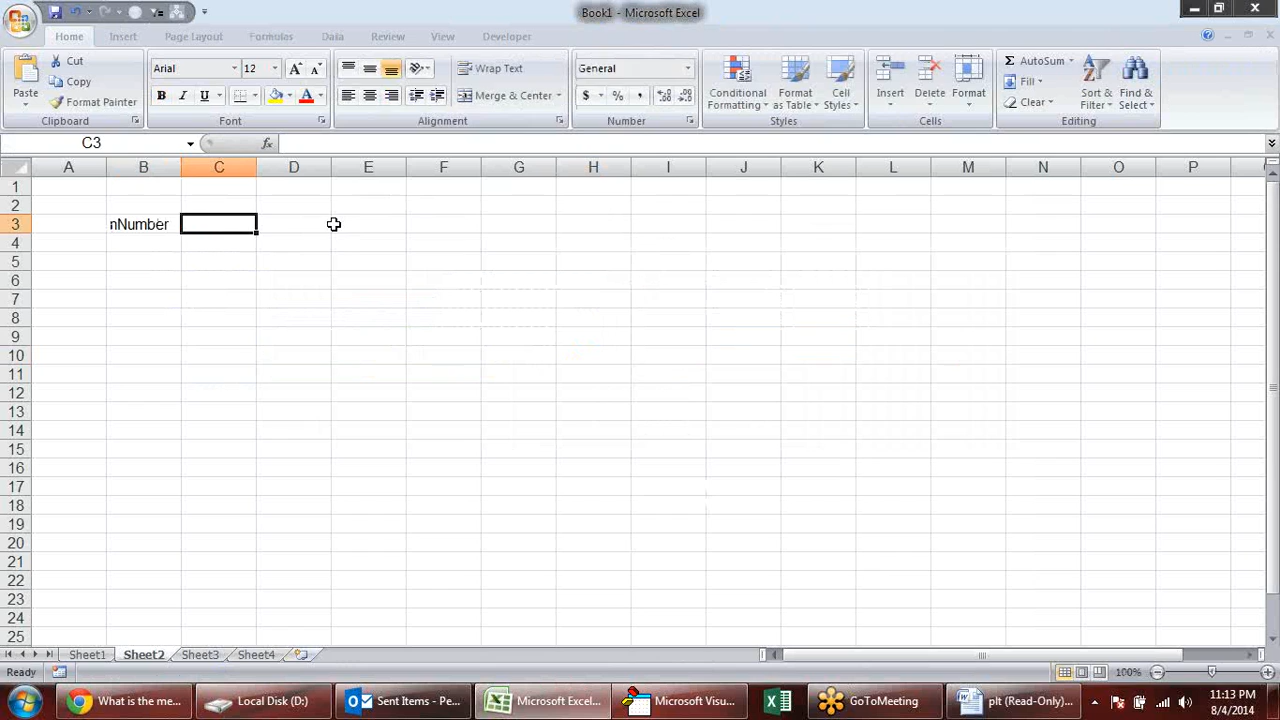 Book1 - Microsoft Excel
Home Insert Page Layout Formulas Data Review View Developer
Paste
Cut
Copy
Format Painter
Clipboard
Arial 12
B I U A
Font
Wrap Text
Merge & Center
Alignment
General
$ % ,
Number
Conditional Formatting
Format as Table
Cell Styles
Styles
Insert Delete Format
Cells
AutoSum
Fill
Clear
Sort & Filter
Find & Select
Editing
C3 fx
A B C D E F G H I J K L M N O P
1
2
3 nNumber
4
5
6
7
8
9
10
11
12
13
14
15
16
17
18
19
20
21
22
23
24
25
Sheet1 Sheet2 Sheet3 Sheet4
Ready 100%
What is the me... Local Disk (D:) Sent Items - Pe... Microsoft Excel... Microsoft Visu... GoToMeeting plt (Read-Only)...
11:13 PM
8/4/2014